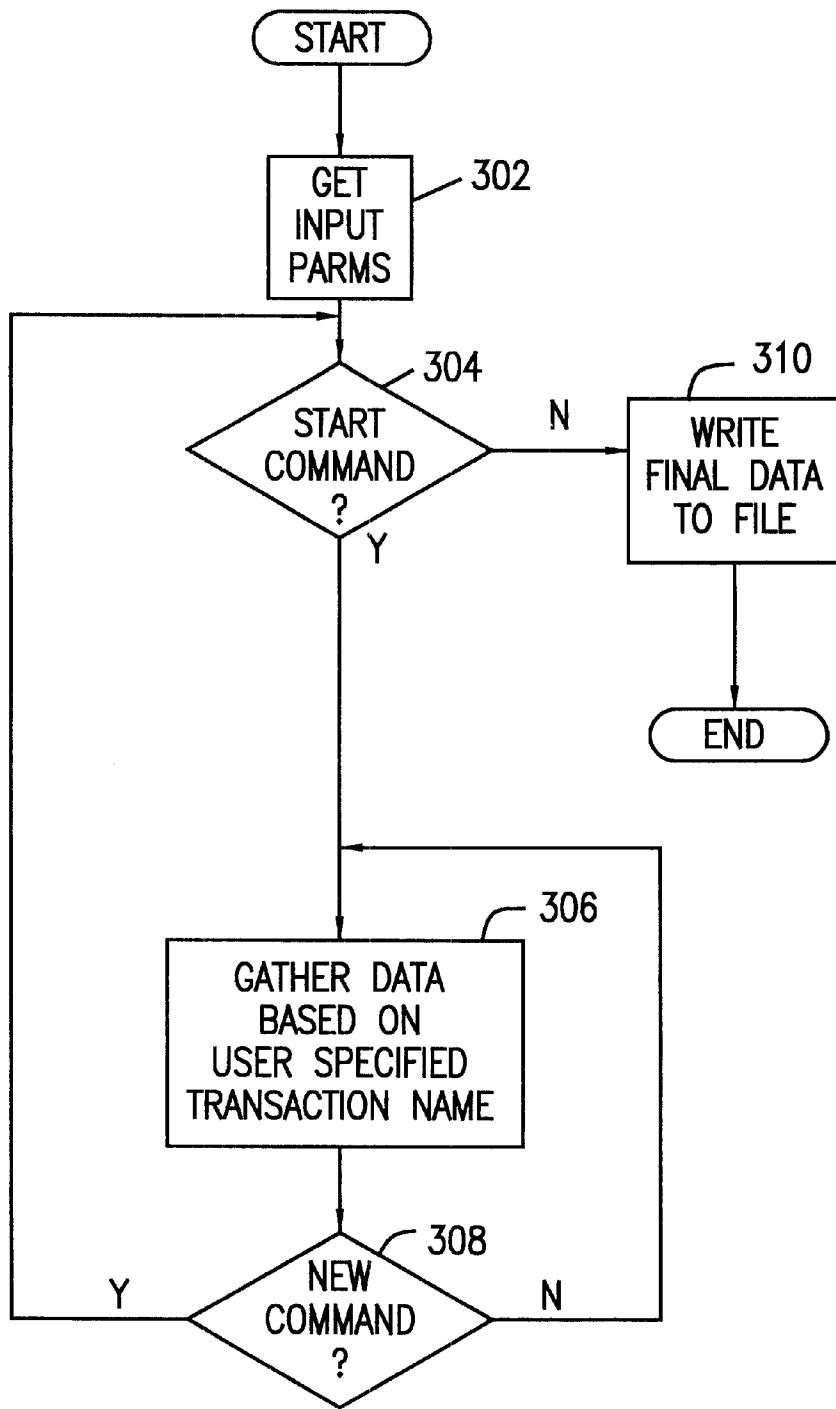 START
GET
INPUT
PARMS
302
304
START
COMMAND
?
N
Y
310
WRITE
FINAL DATA
TO FILE
END
306
GATHER DATA
BASED ON
USER SPECIFIED
TRANSACTION NAME
308
NEW
COMMAND
?
Y
N